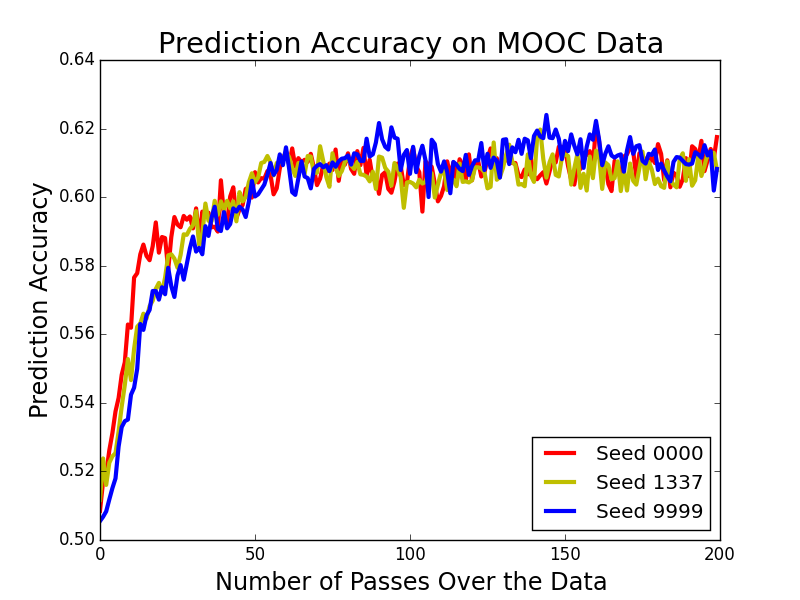 Prediction Accuracy on MOOC Data
0.64
0.62
0.60
0.58
0.56
0.54
0.52
0.50
Prediction Accuracy
Seed 0000
Seed 1337
Seed 9999
0 50 100 150 200
Number of Passes Over the Data